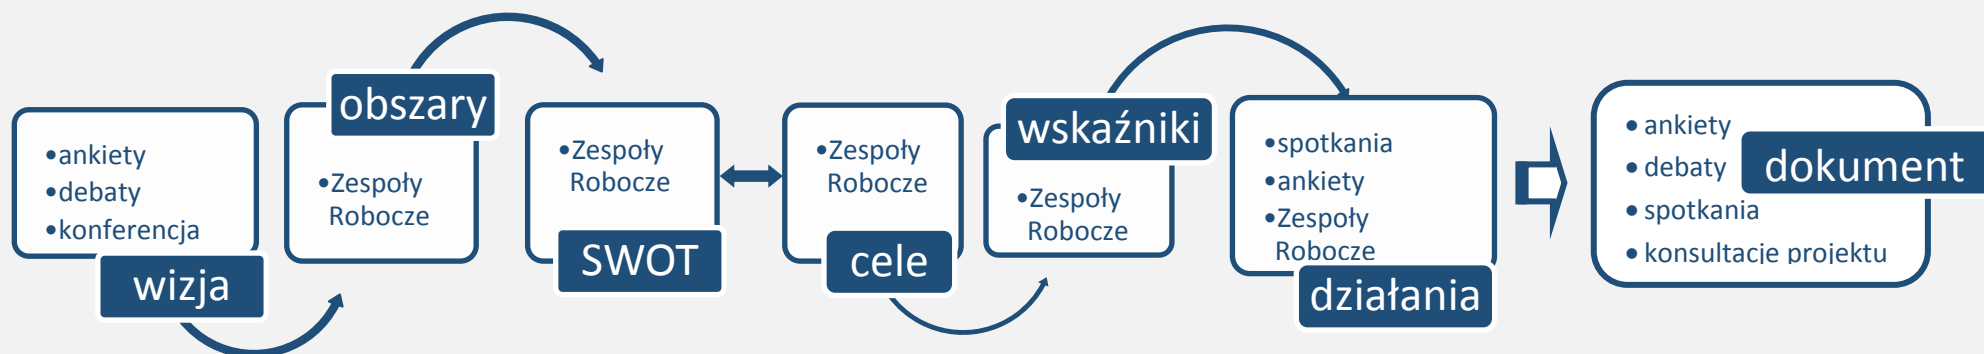 •ankiety
•debaty
•konferencja
wizja
obszary
•Zespoły
Robocze
•Zespoły
Robocze
SWOT
•Zespoły
Robocze
cele
wskaźniki
•Zespoły
Robocze
•spotkania
•ankiety
•Zespoły
Robocze
działania
• ankiety
• debaty
• spotkania
• konsultacje projektu
dokument